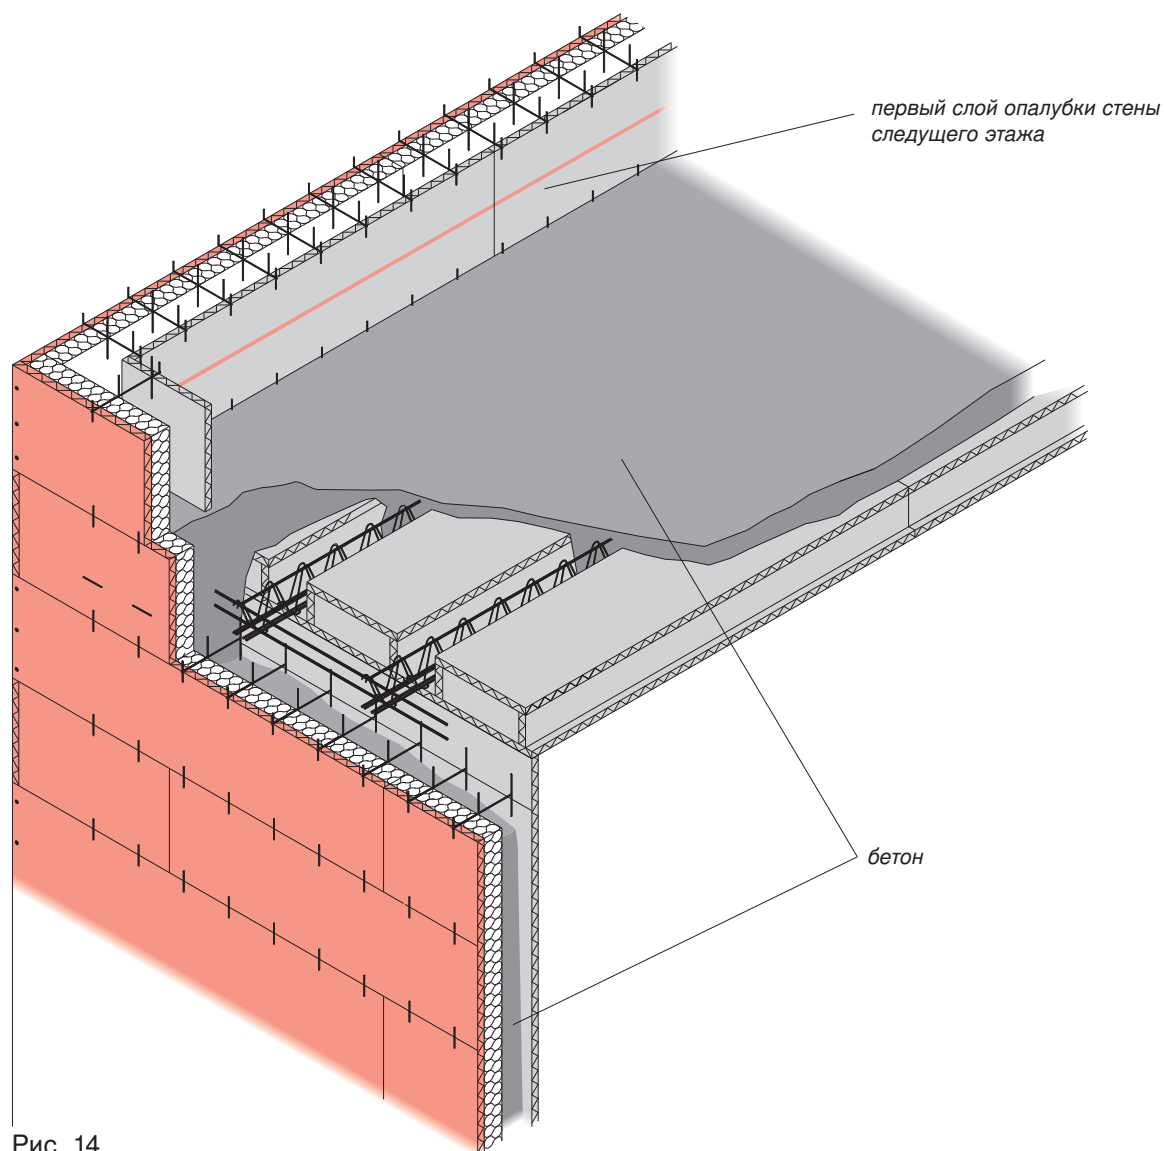 первый слой опалубки стены
следущего этажа
бетон
Рис. 14